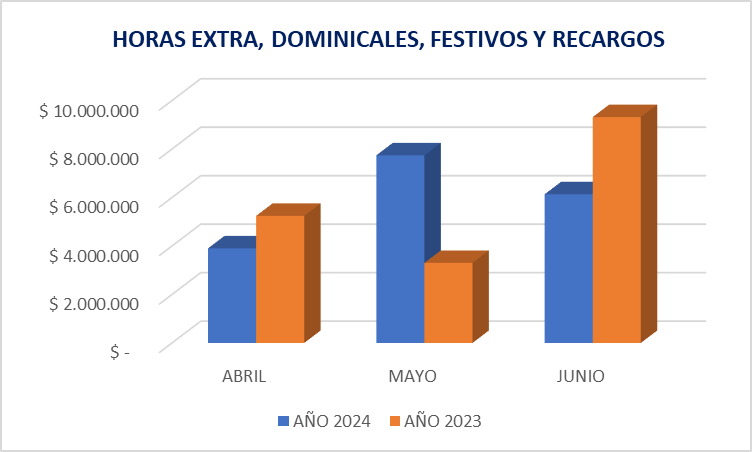 HORAS EXTRA, DOMINICALES, FESTIVOS Y RECARGOS
$ 10.000.000
$ 8.000.000
$ 6.000.000
$ 4.000.000
$ 2.000.000
$ -
ABRIL MAYO JUNIO
AÑO 2024 AÑO 2023